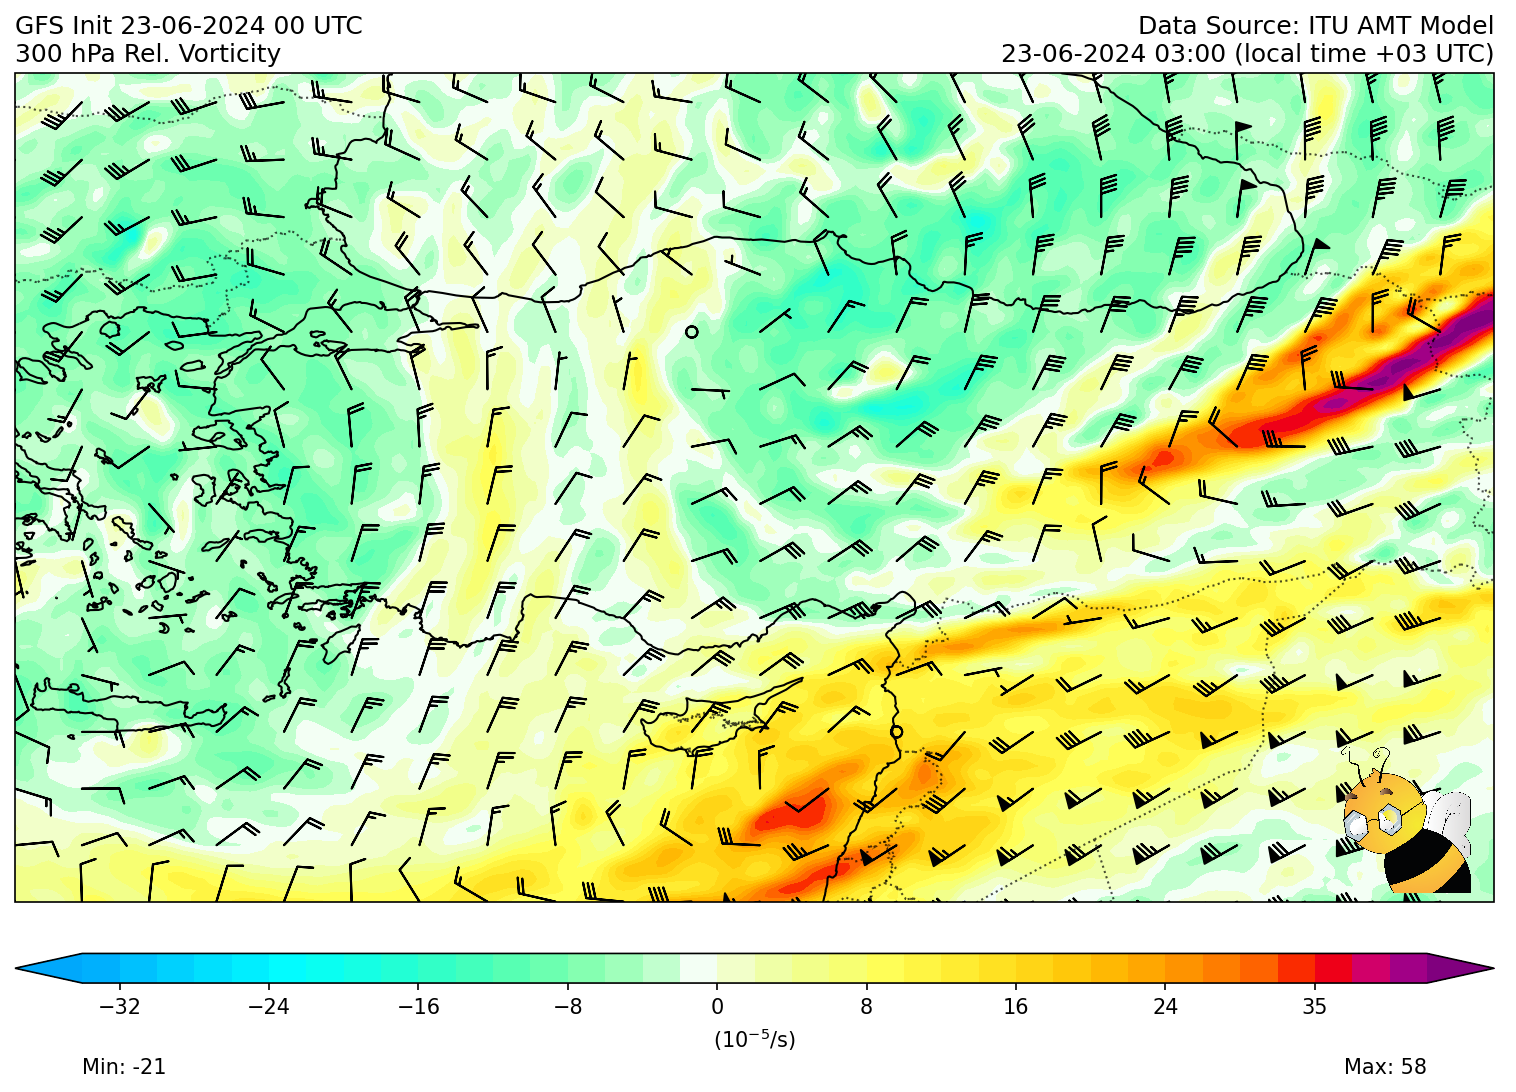 GFS Init 23-06-2024 00 UTC
Data Source: ITU AMT Model
300 hPa Rel. Vorticity
23-06-2024 03:00 (local time +03 UTC)
−32 −24 −16 −8 0 8 16 24 35
(10⁻⁵/s)
Min: -21
Max: 58